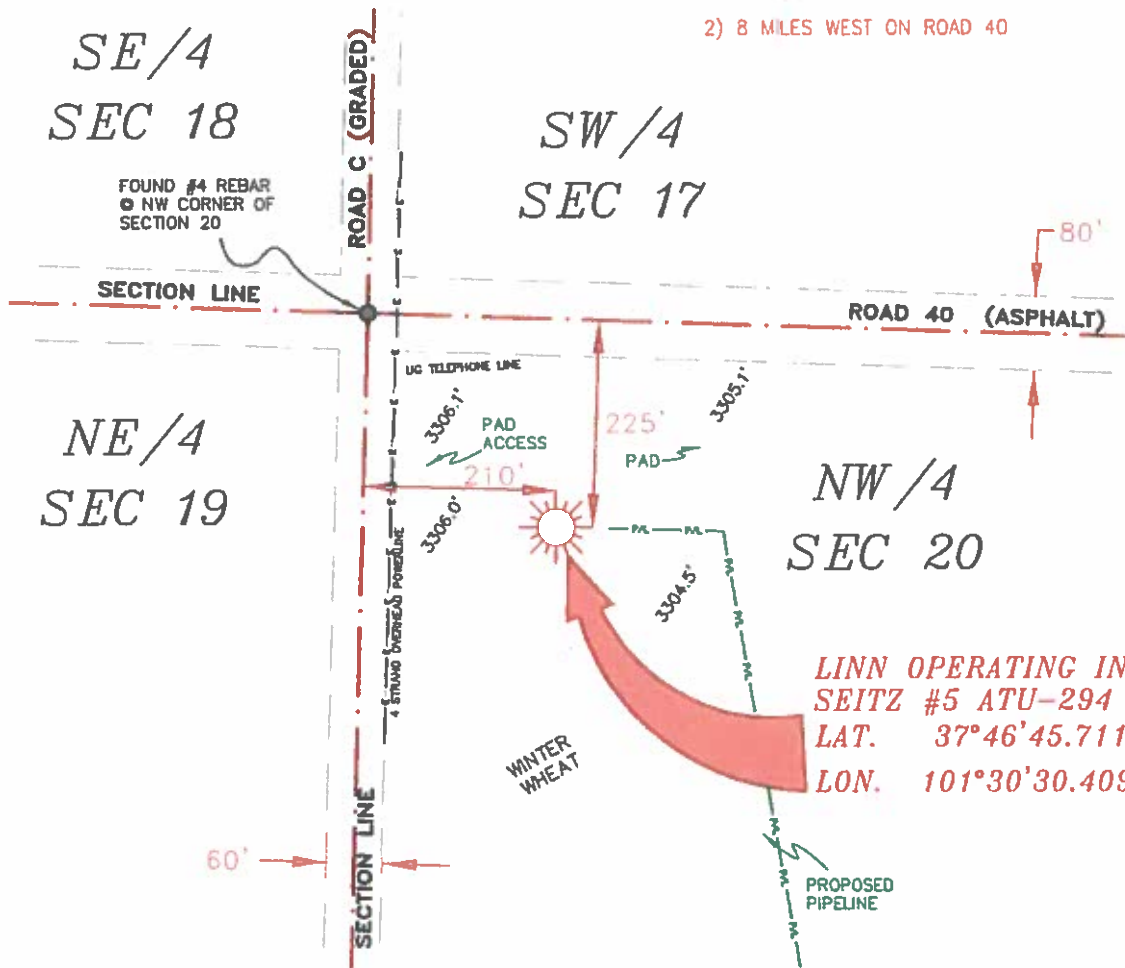 2) 8 MILES WEST ON ROAD 40
SE/4
SEC 18
ROAD C (GRADED)
SW/4
SEC 17
FOUND #4 REBAR
@ NW CORNER OF
SECTION 20
80'
SECTION LINE
ROAD 40 (ASPHALT)
UG TELEPHONE LINE
3306.1'
3305.1'
PAD
ACCESS
225'
PAD
NE/4
SEC 19
210'
3306.0'
NW/4
SEC 20
P/L P/L
3304.5'
4 STRAND OVERHEAD POWERLINE
LINN OPERATING IN
SEITZ #5 ATU-294
LAT. 37°46'45.711
LON. 101°30'30.409
WINTER
WHEAT
60'
SECTION LINE
PROPOSED
PIPELINE